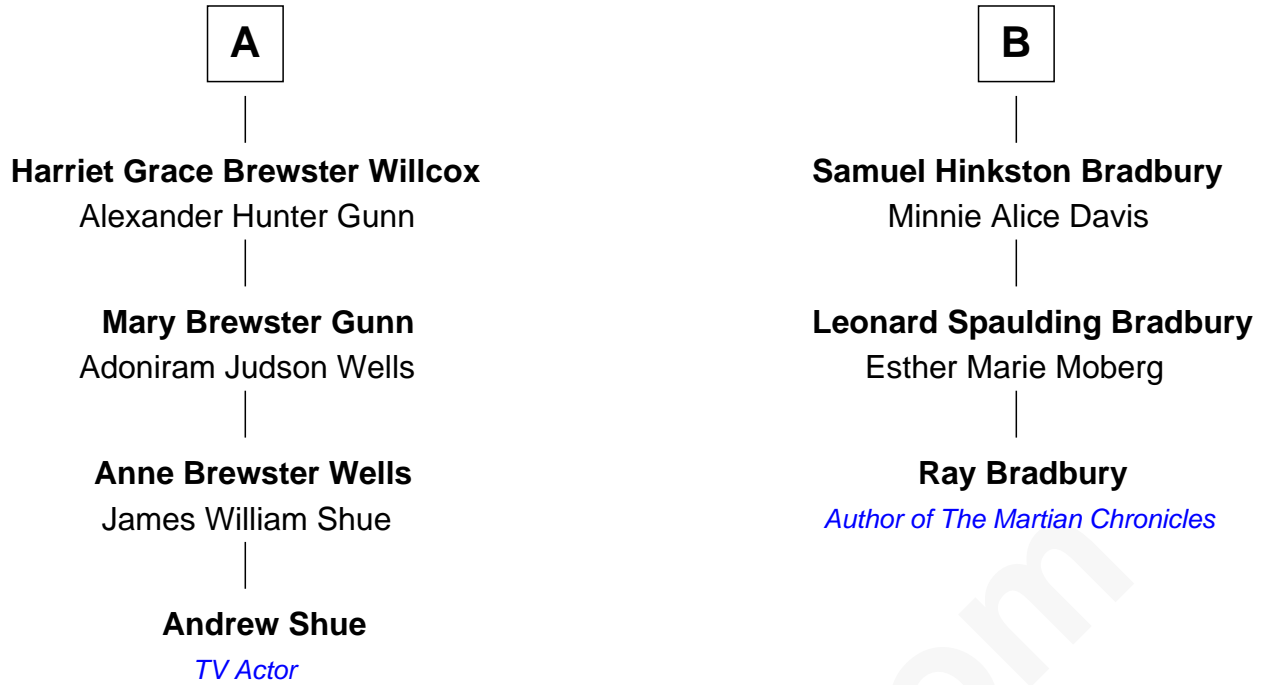 A
Harriet Grace Brewster Willcox
Alexander Hunter Gunn
Mary Brewster Gunn
Adoniram Judson Wells
Anne Brewster Wells
James William Shue
Andrew Shue
TV Actor
B
Samuel Hinkston Bradbury
Minnie Alice Davis
Leonard Spaulding Bradbury
Esther Marie Moberg
Ray Bradbury
Author of The Martian Chronicles
om